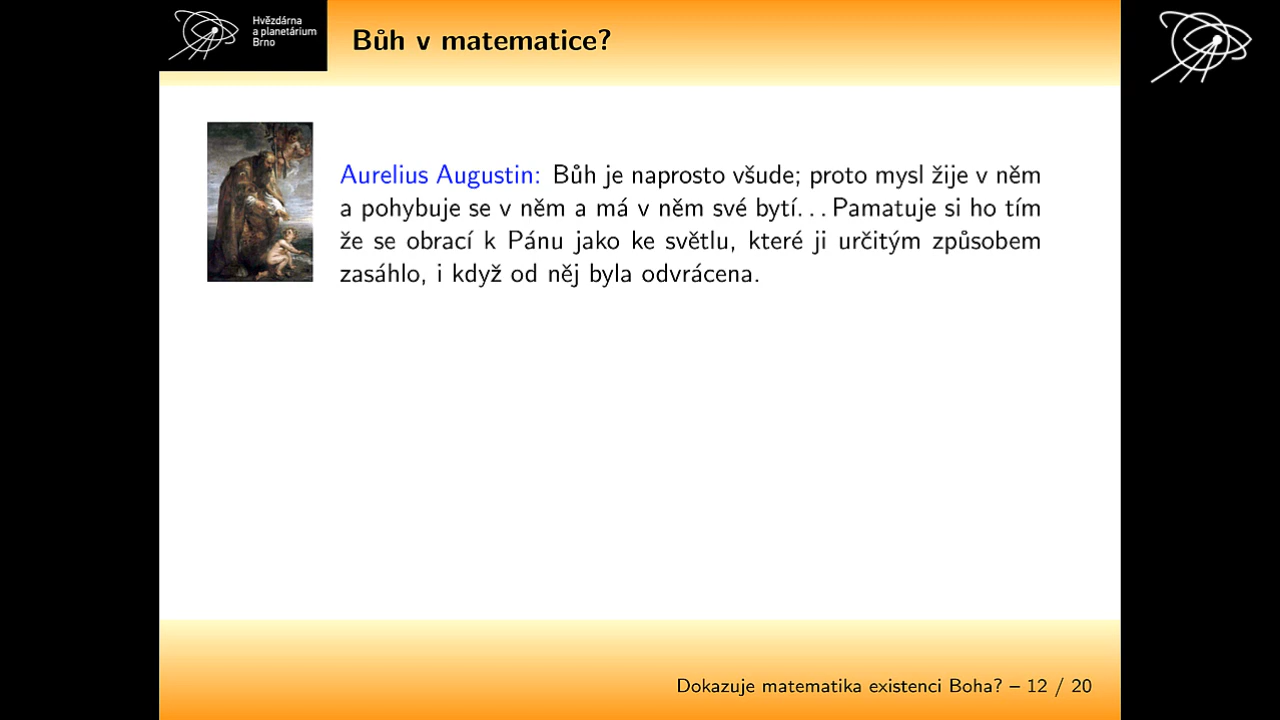 Hvězdárna
a planetárium
Brno
Bůh v matematice?
Aurelius Augustin: Bůh je naprosto všude; proto mysl žije v něm
a pohybuje se v něm a má v něm své bytí. . . Pamatuje si ho tím
že se obrací k Pánu jako ke světlu, které ji určitým způsobem
zasáhlo, i když od něj byla odvrácena.
Dokazuje matematika existenci Boha? – 12 / 20